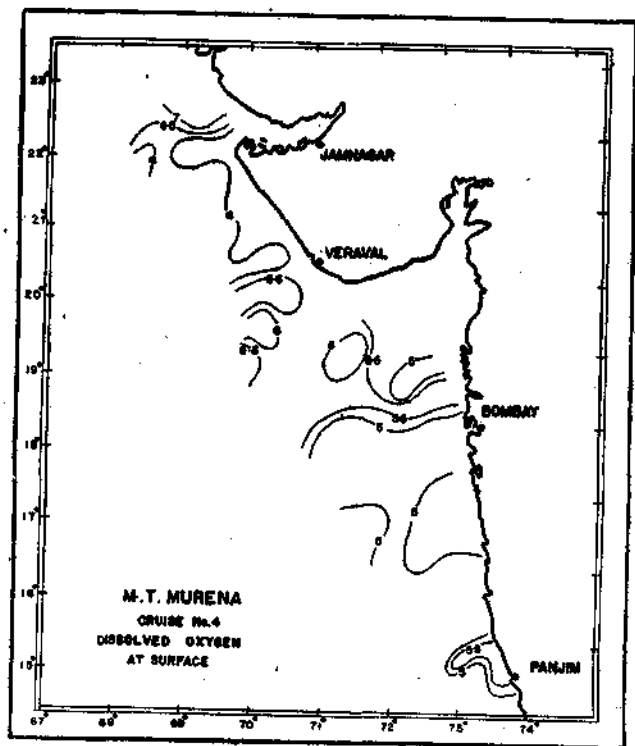 23°
22°
JAMNAGAR
21°
VERAVAL
20°
19°
BOMBAY
18°
17°
16°
M.T. MURENA
CRUISE No.4
DISSOLVED OXYGEN
AT SURFACE
15°
PANJIM
67° 68° 69° 70° 71° 72° 73° 74°